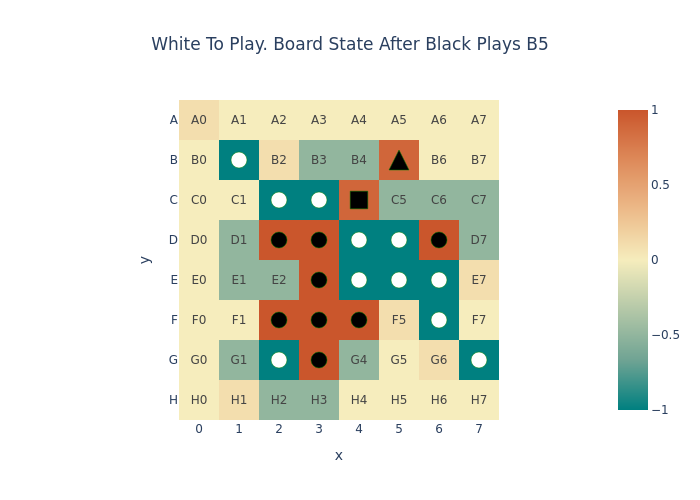 White To Play. Board State After Black Plays B5
A A0 A1 A2 A3 A4 A5 A6 A7 1
B B0 B2 B3 B4 B6 B7
0.5
C C0 C1 C5 C6 C7
D D0 D1 D7
y 0
E E0 E1 E2 E7
F F0 F1 F5 F7
−0.5
G G0 G1 G4 G5 G6
H H0 H1 H2 H3 H4 H5 H6 H7 −1
0 1 2 3 4 5 6 7
x